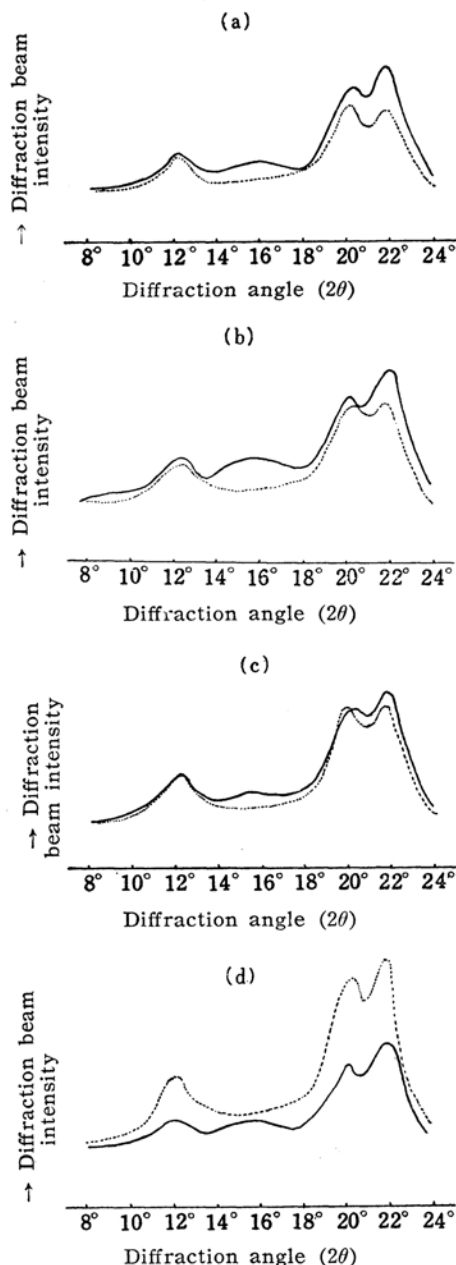 (a)
→ Diffraction beam
intensity
8° 10° 12° 14° 16° 18° 20° 22° 24°
Diffraction angle (2θ)
(b)
→ Diffraction beam
intensity
8° 10° 12° 14° 16° 18° 20° 22° 24°
Diffraction angle (2θ)
(c)
→ Diffraction
beam intensity
8° 10° 12° 14° 16° 18° 20° 22° 24°
Diffraction angle (2θ)
(d)
→ Diffraction beam
intensity
8° 10° 12° 14° 16° 18° 20° 22° 24°
Diffraction angle (2θ)